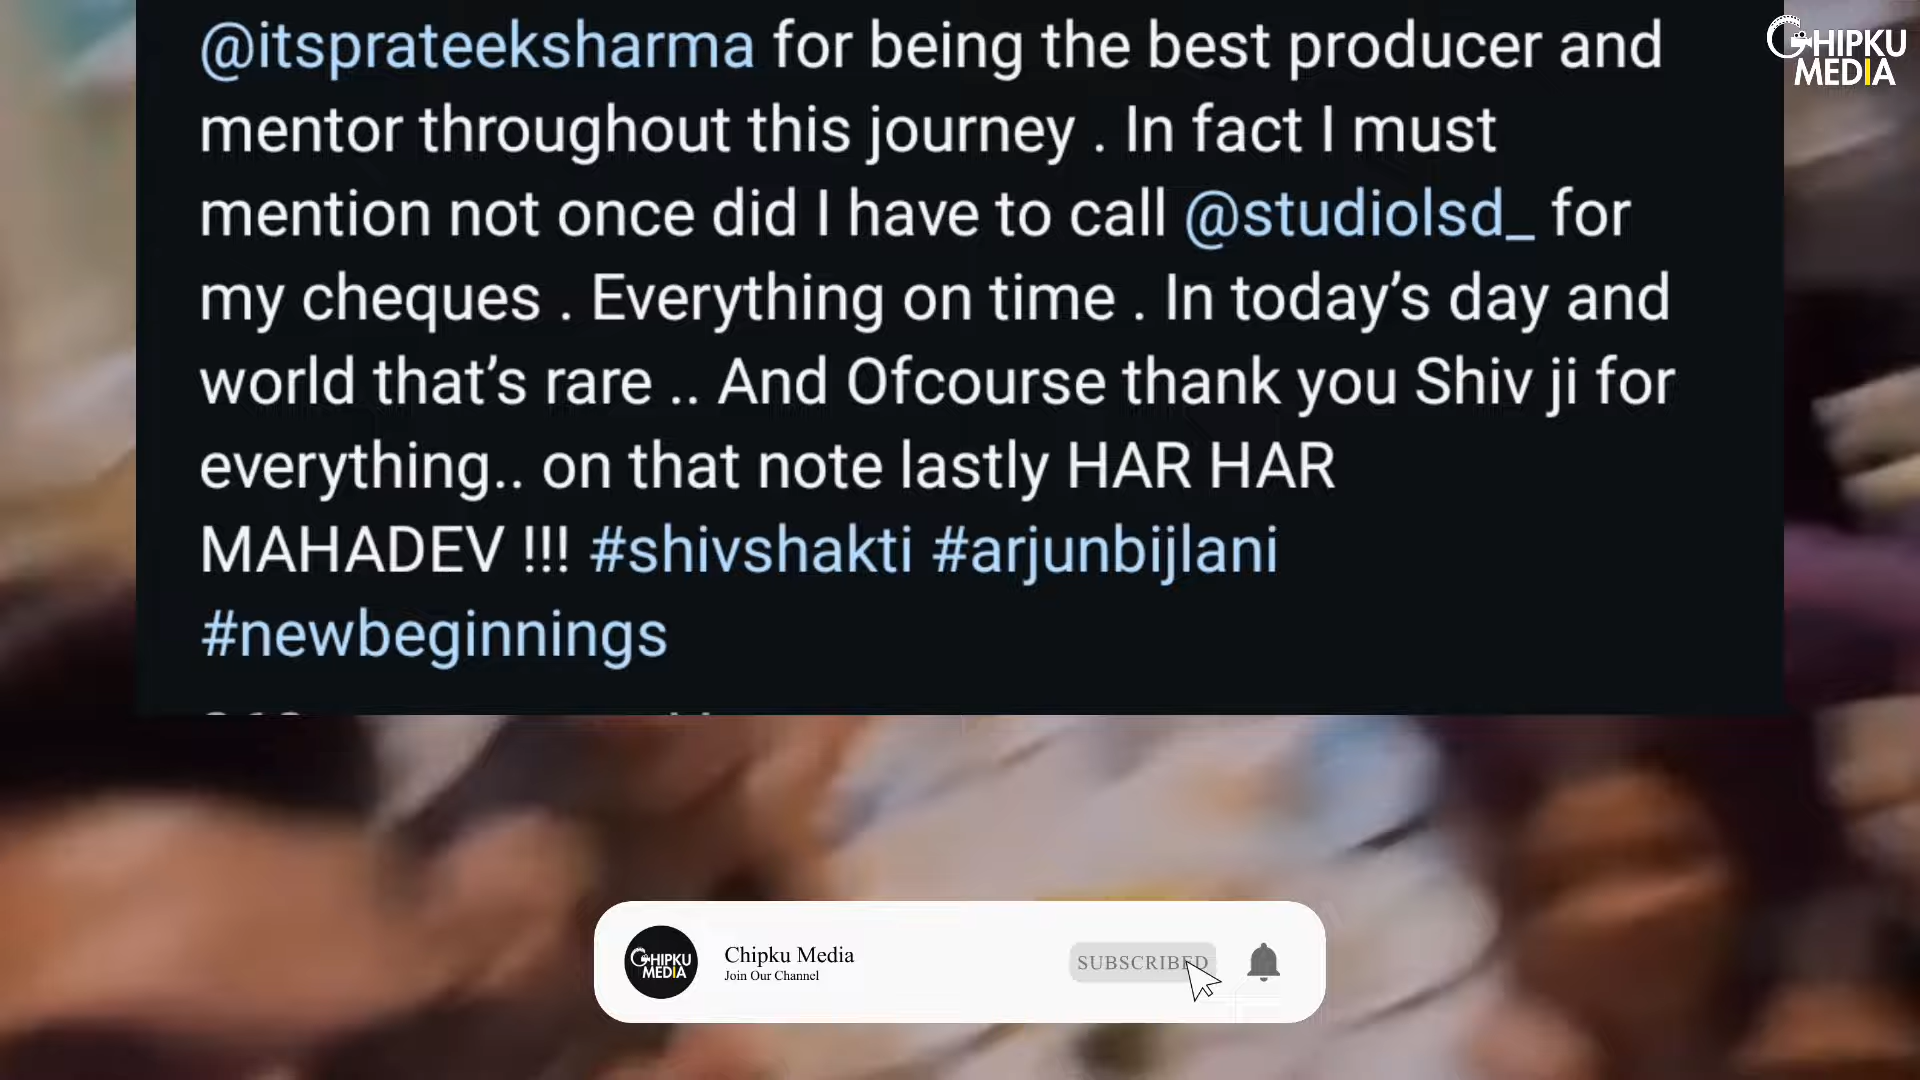 @itsprateeksharma for being the best producer and
mentor throughout this journey . In fact I must
mention not once did I have to call @studiolsd_ for
my cheques . Everything on time . In today’s day and
world that’s rare .. And Ofcourse thank you Shiv ji for
everything.. on that note lastly HAR HAR
MAHADEV !!! #shivshakti #arjunbijlani
#newbeginnings
CHIPKU
MEDIA
CHIPKU
MEDIA
Chipku Media
Join Our Channel
SUBSCRIBED